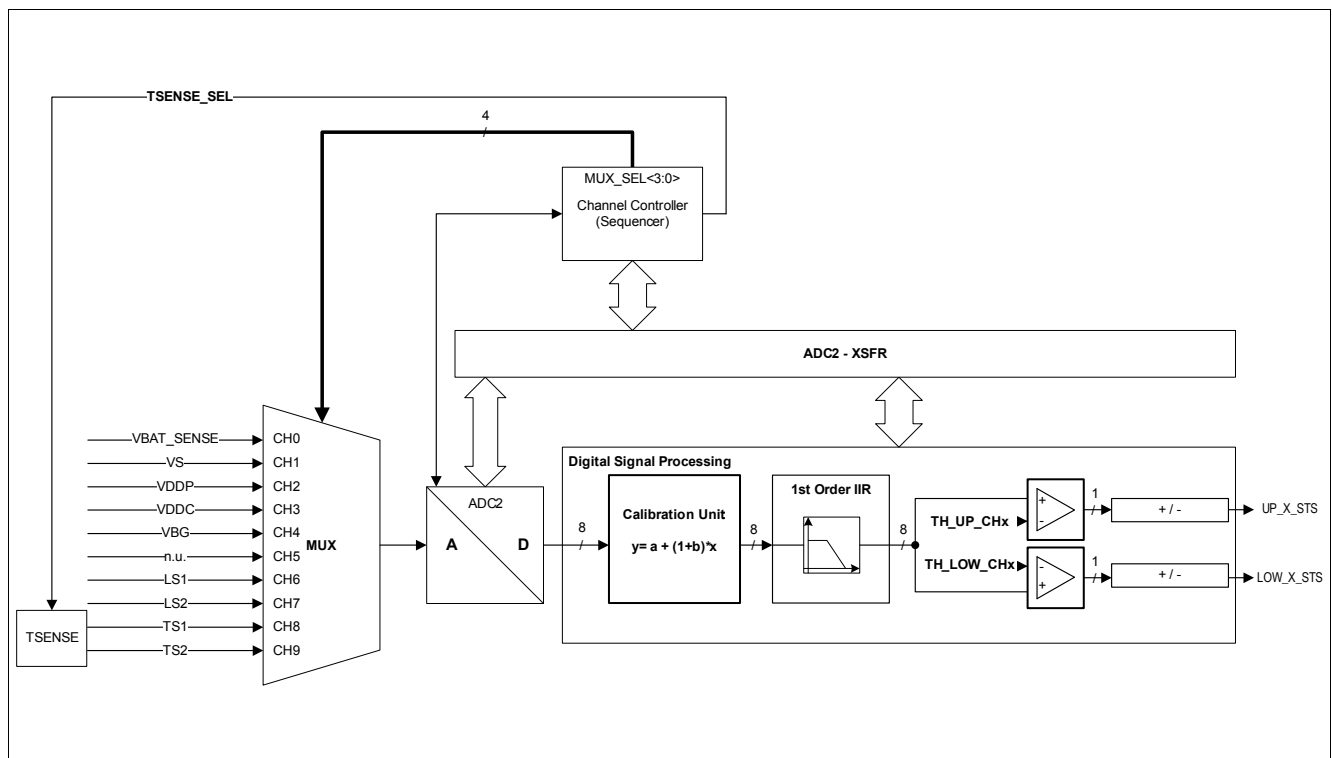 TSENSE_SEL
4
MUX_SEL<3:0>
Channel Controller
(Sequencer)
ADC2 - XSFR
VBAT_SENSE CH0
VS CH1
VDDP CH2
VDDC CH3
VBG CH4
n.u. CH5
LS1 CH6
LS2 CH7
TS1 CH8
TS2 CH9
MUX
TSENSE
ADC2
A D
8
Digital Signal Processing
Calibration Unit
y= a + (1+b)*x
8
1st Order IIR
8
TH_UP_CHx
+
-
1
+ / -
UP_X_STS
TH_LOW_CHx
-
+
1
+ / -
LOW_X_STS